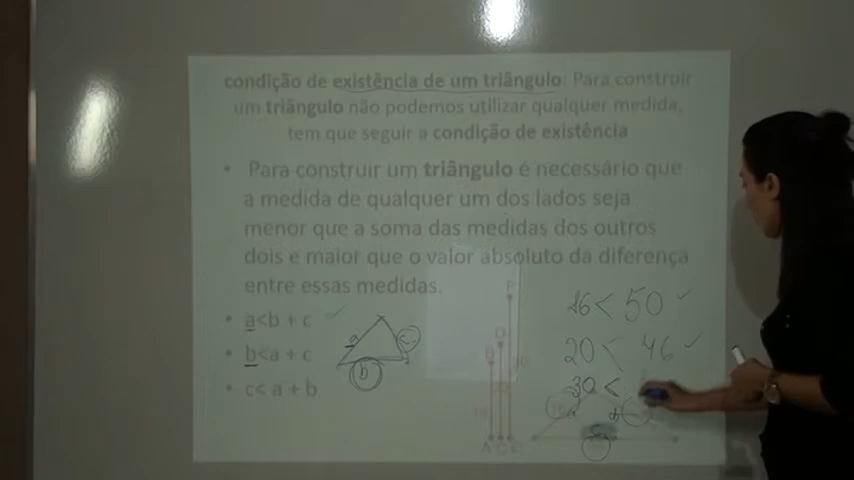 condição de existência de um triângulo: Para construir
um triângulo não podemos utilizar qualquer medida,
tem que seguir a condição de existência
• Para construir um triângulo é necessário que
a medida de qualquer um dos lados seja
menor que a soma das medidas dos outros
dois e maior que o valor absoluto da diferença
entre essas medidas.
• a<b + c ✓
• b<a + c
• c< a + b
a
c
b
16 < 50 ✓
20 < 46 ✓
30 <